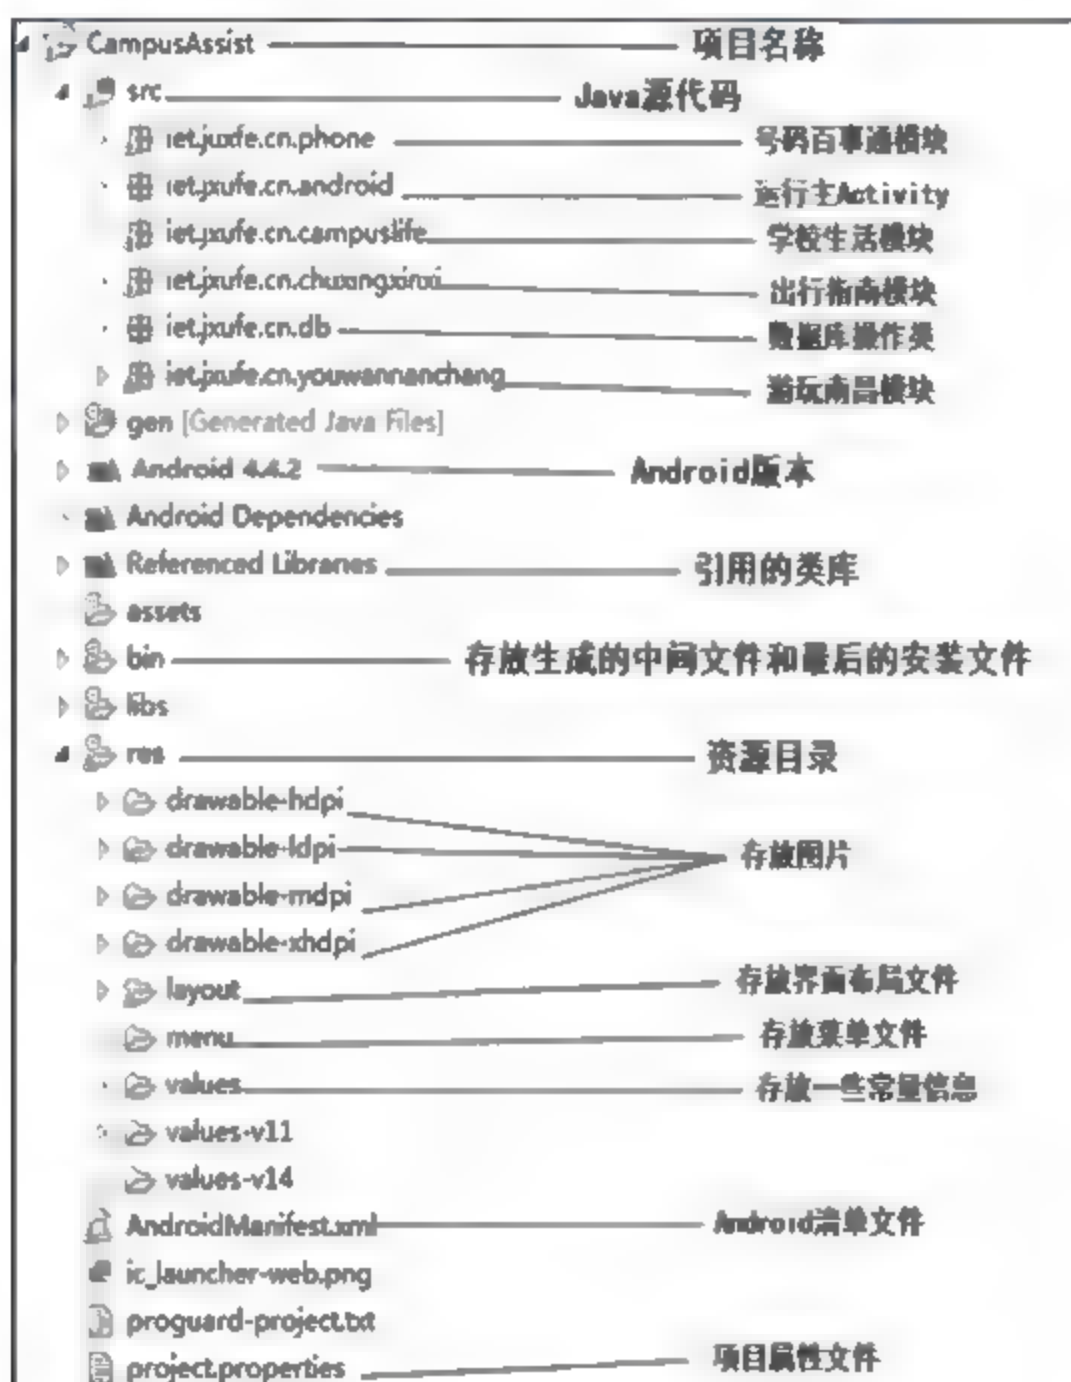 CampusAssist 项目名称
src Java源代码
iet.juxfe.cn.phone 号码百事通模块
iet.jxufe.cn.android 运行主Activity
iet.jxufe.cn.campuslife 学校生活模块
iet.jxufe.cn.chuxingxinxi 出行指南模块
iet.jxufe.cn.db 数据库操作类
iet.jxufe.cn.youwannanchang 游玩南昌模块
gen [Generated Java Files]
Android 4.4.2 Android版本
Android Dependencies
Referenced Libraries 引用的类库
assets
bin 存放生成的中间文件和最后的安装文件
libs
res 资源目录
drawable-hdpi
drawable-ldpi 存放图片
drawable-mdpi
drawable-xhdpi
layout 存放界面布局文件
menu 存放菜单文件
values 存放一些常量信息
values-v11
values-v14
AndroidManifest.xml Android清单文件
ic_launcher-web.png
proguard-project.txt
project.properties 项目属性文件